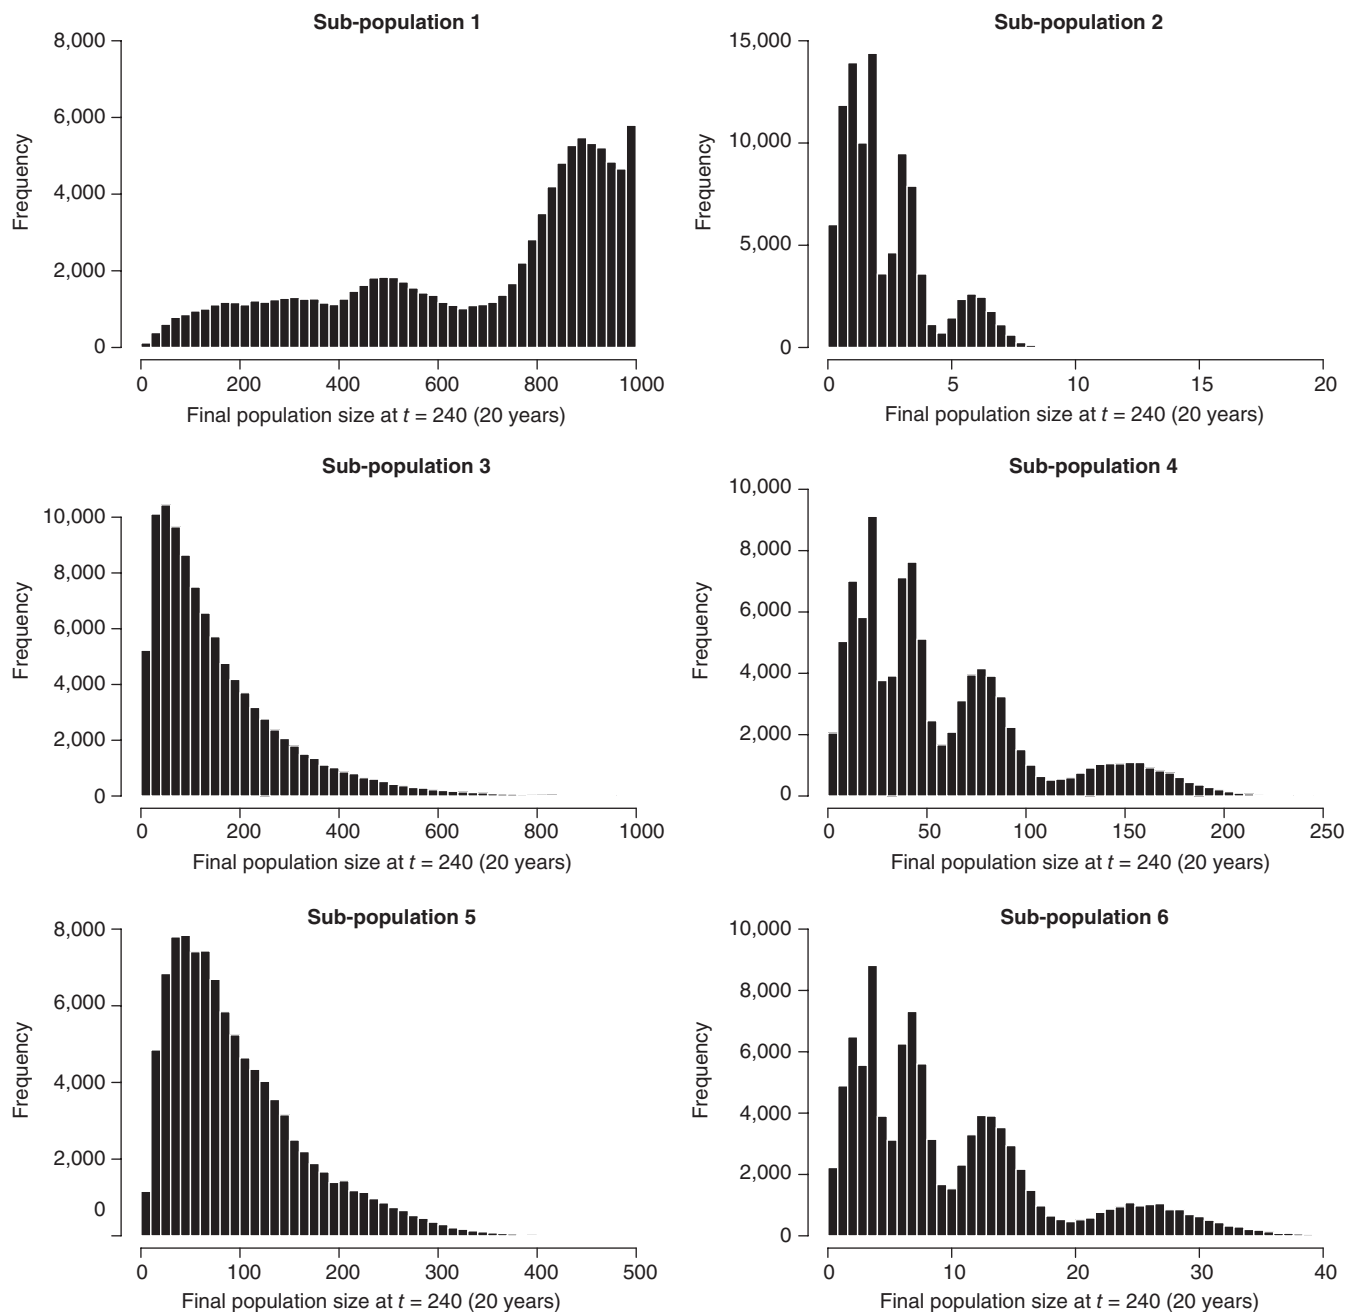 Sub-population 1
8,000
6,000
4,000
2,000
0
Frequency
0 200 400 600 800 1000
Final population size at t = 240 (20 years)
Sub-population 2
15,000
10,000
5,000
0
Frequency
0 5 10 15 20
Final population size at t = 240 (20 years)
Sub-population 3
10,000
8,000
6,000
4,000
2,000
0
Frequency
0 200 400 600 800 1000
Final population size at t = 240 (20 years)
Sub-population 4
10,000
8,000
6,000
4,000
2,000
0
Frequency
0 50 100 150 200 250
Final population size at t = 240 (20 years)
Sub-population 5
8,000
6,000
4,000
2,000
0
Frequency
0 100 200 300 400 500
Final population size at t = 240 (20 years)
Sub-population 6
10,000
8,000
6,000
4,000
2,000
0
Frequency
0 10 20 30 40
Final population size at t = 240 (20 years)